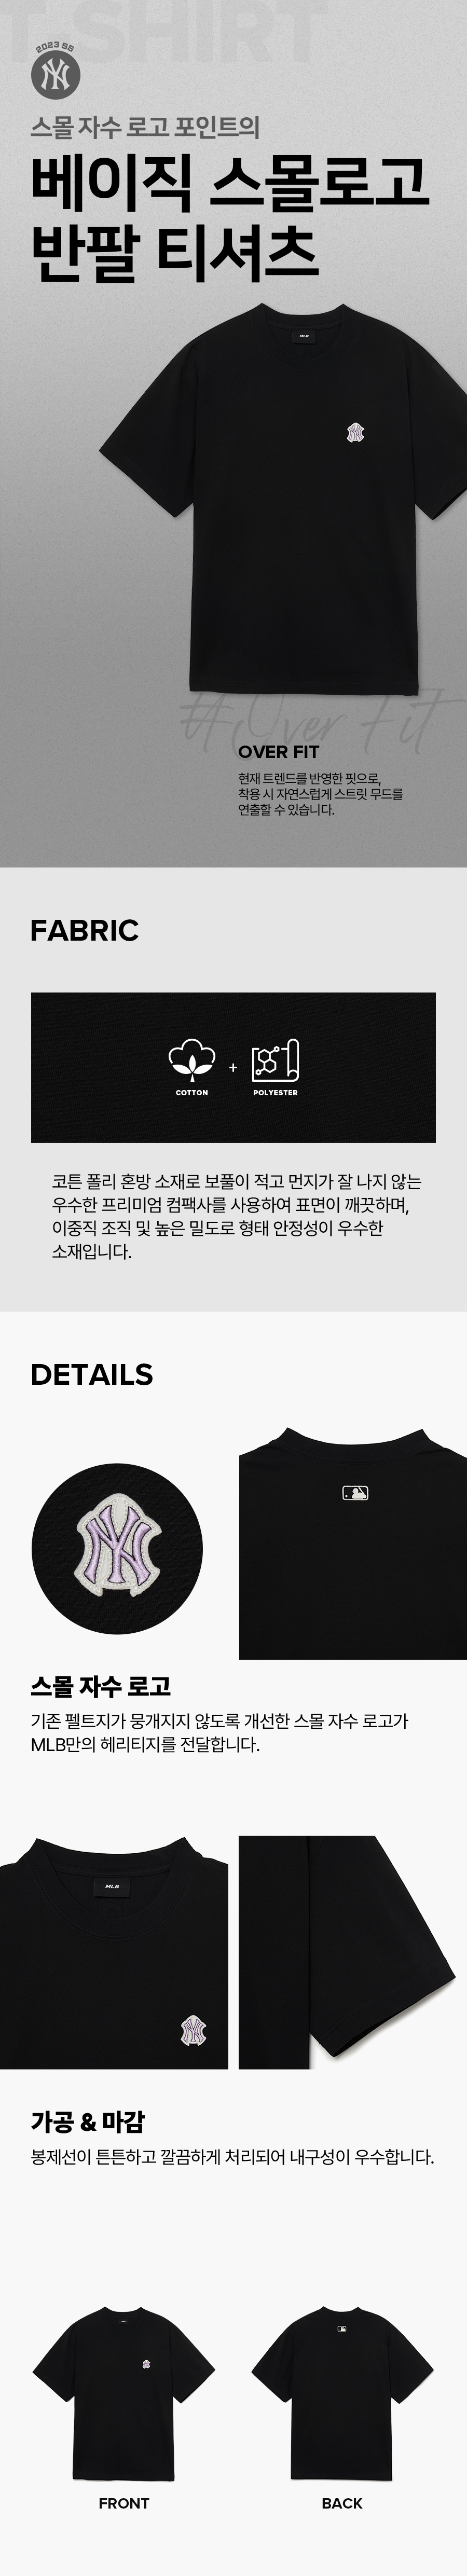 T-SHIRT
2023 SS
NY
스몰 자수 로고 포인트의
베이직 스몰로고
반팔 티셔츠
MLB
NY
#Over Fit
OVER FIT
현재 트렌드를 반영한 핏으로,
착용 시 자연스럽게 스트릿 무드를
연출할 수 있습니다.
FABRIC
+
COTTON
POLYESTER
코튼 폴리 혼방 소재로 보풀이 적고 먼지가 잘 나지 않는
우수한 프리미엄 컴팩사를 사용하여 표면이 깨끗하며,
이중직 조직 및 높은 밀도로 형태 안정성이 우수한
소재입니다.
DETAILS
NY
스몰 자수 로고
기존 펠트지가 뭉개지지 않도록 개선한 스몰 자수 로고가
MLB만의 헤리티지를 전달합니다.
MLB
NY
가공 & 마감
봉제선이 튼튼하고 깔끔하게 처리되어 내구성이 우수합니다.
FRONT
BACK